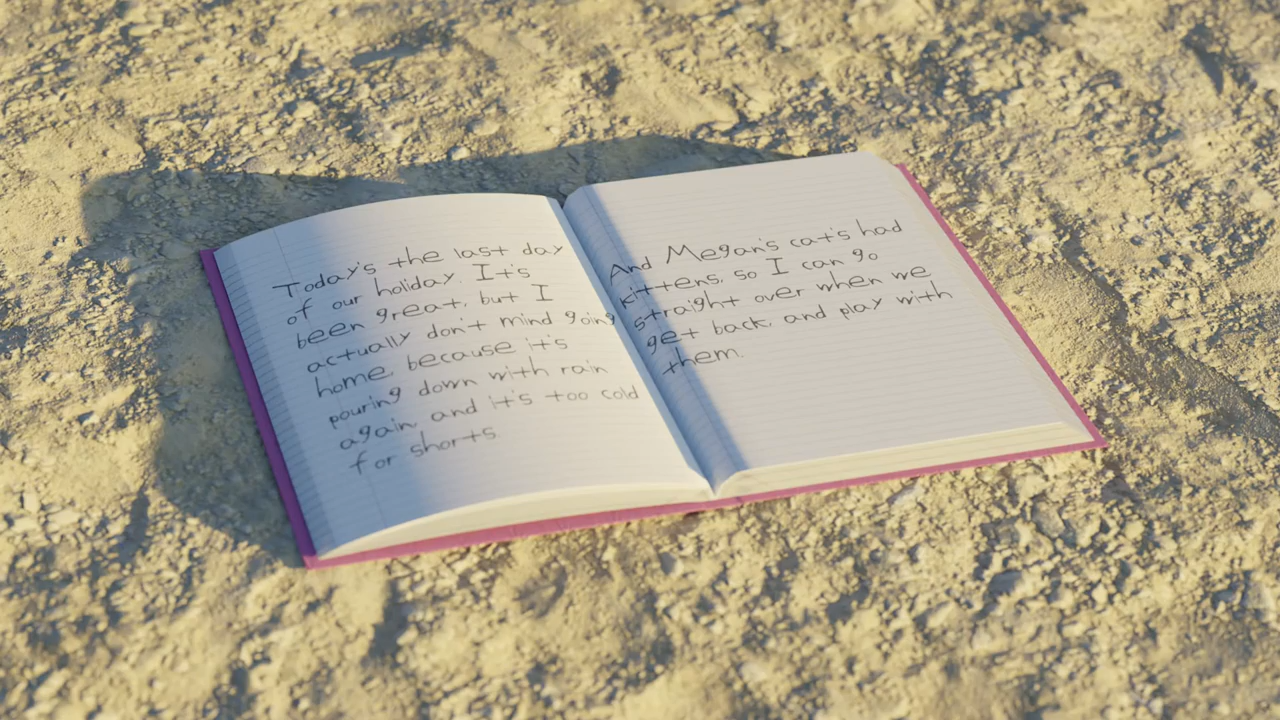 Today's the last day
of our holiday. It's
been great, but I
actually don't mind going
home because it's
pouring down with rain
again, and it's too cold
for shorts.
And Megan's cat's had
kittens, so I can go
straight over when we
get back, and play with
them.